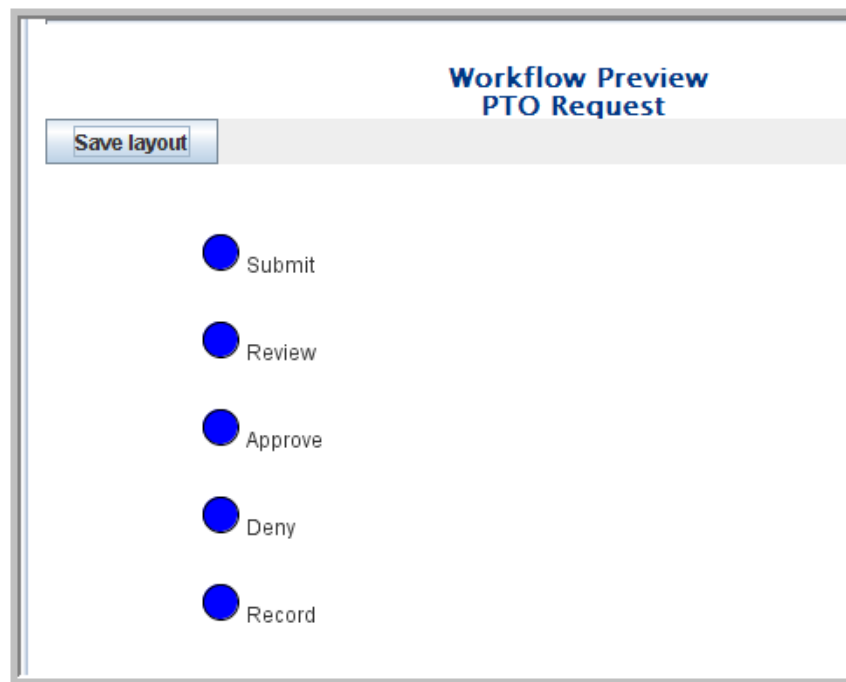 Workflow Preview
PTO Request
Save layout
Submit
Review
Approve
Deny
Record